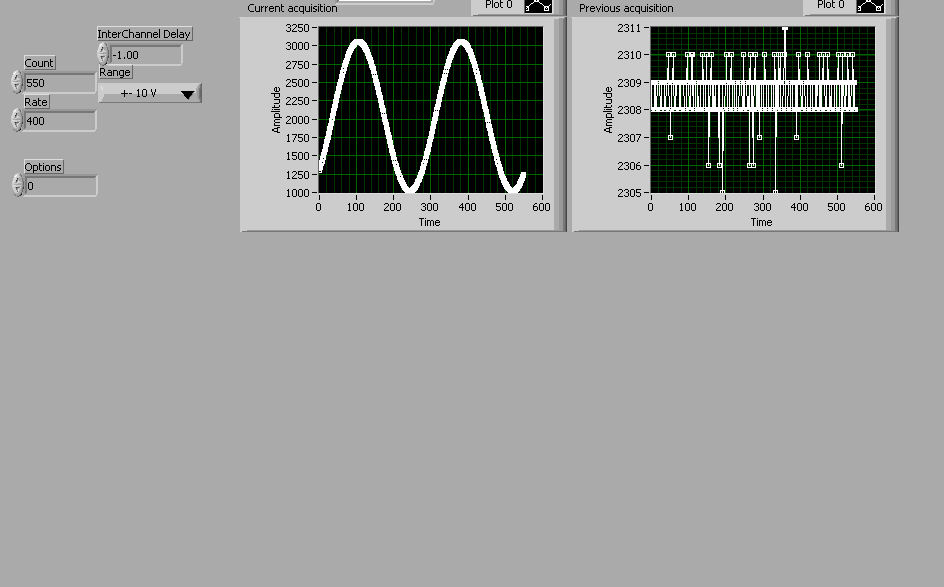 Current acquisition
Plot 0
Previous acquisition
Plot 0
InterChannel Delay
-1.00
Count
550
Range
+- 10 V
Rate
400
Options
0
Amplitude
3250
3000
2750
2500
2250
2000
1750
1500
1250
1000
0 100 200 300 400 500 600
Time
Amplitude
2311
2310
2309
2308
2307
2306
2305
0 100 200 300 400 500 600
Time